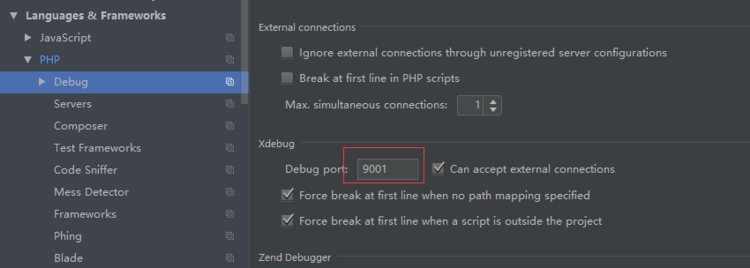 Languages & Frameworks
JavaScript
PHP
Debug
Servers
Composer
Test Frameworks
Code Sniffer
Mess Detector
Frameworks
Phing
Blade
External connections
Ignore external connections through unregistered server configurations
Break at first line in PHP scripts
Max. simultaneous connections: 1
Xdebug
Debug port: 9001 Can accept external connections
Force break at first line when no path mapping specified
Force break at first line when a script is outside the project
Zend Debugger